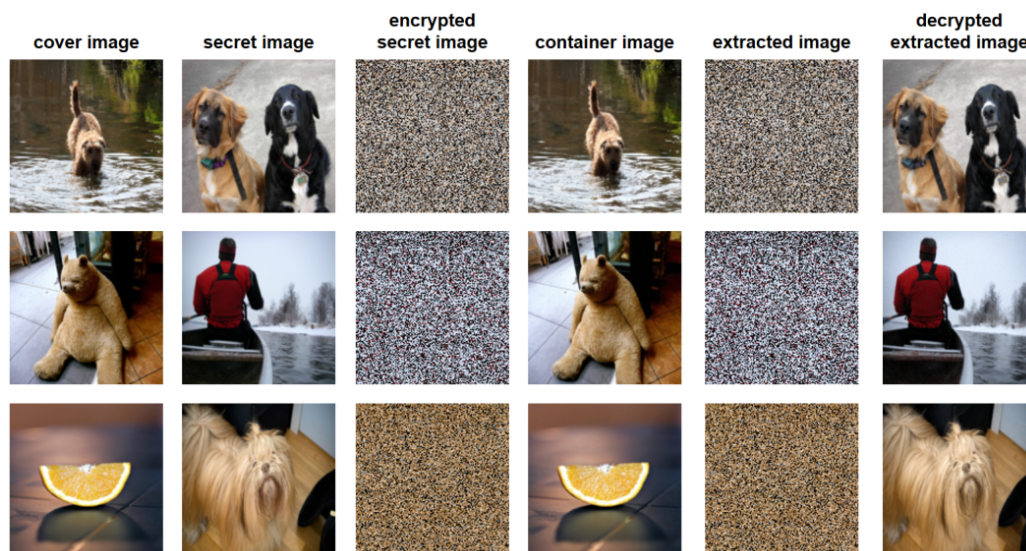 cover image
secret image
encrypted
secret image
container image
extracted image
decrypted
extracted image